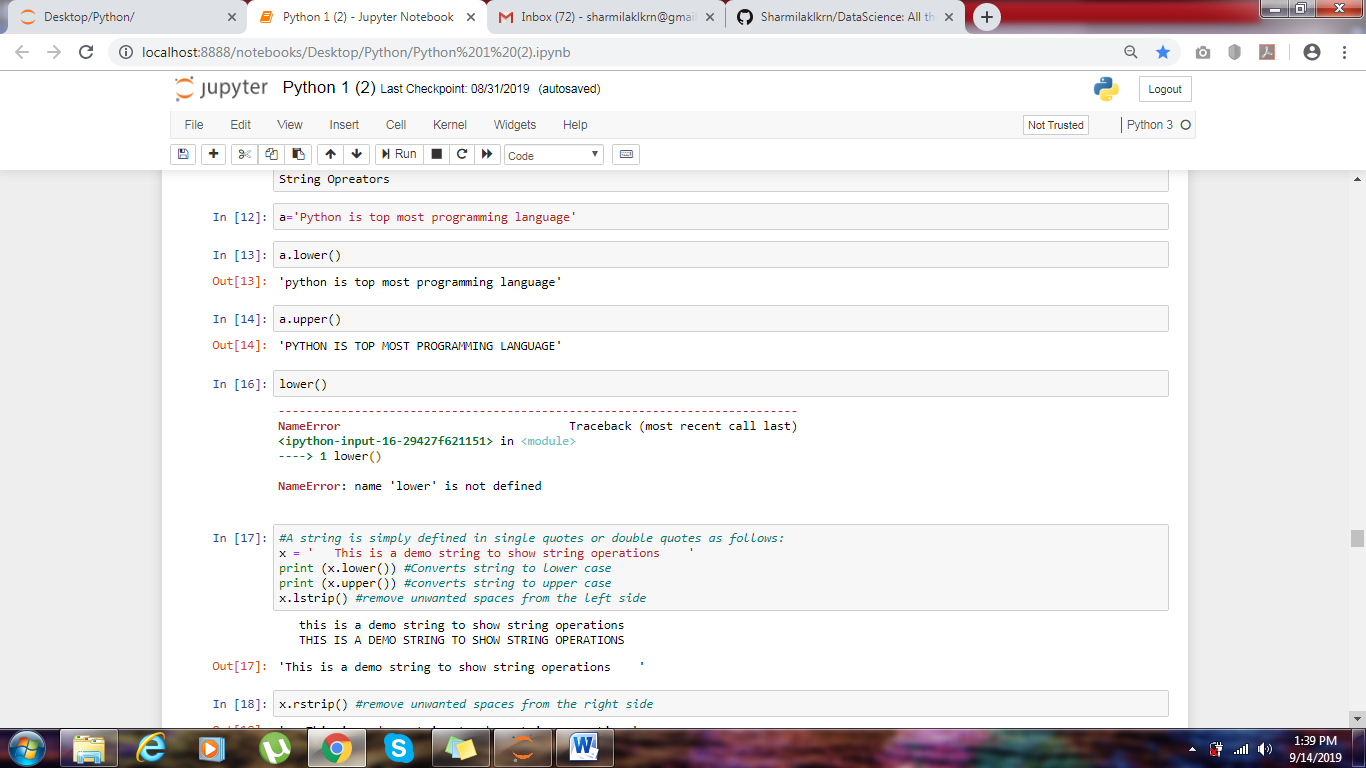 Desktop/Python/
Python 1 (2) - Jupyter Notebook
Inbox (72) - sharmilaklkrn@gmai
Sharmilaklkrn/DataScience: All th
localhost:8888/notebooks/Desktop/Python/Python%201%20(2).ipynb
jupyter Python 1 (2) Last Checkpoint: 08/31/2019 (autosaved)
Logout
File Edit View Insert Cell Kernel Widgets Help
Not Trusted
Python 3
Run
Code
String Opreators
In [12]: a='Python is top most programming language'
In [13]: a.lower()
Out[13]: 'python is top most programming language'
In [14]: a.upper()
Out[14]: 'PYTHON IS TOP MOST PROGRAMMING LANGUAGE'
In [16]: lower()
---------------------------------------------------------------------------
NameError                                 Traceback (most recent call last)
<ipython-input-16-29427f621151> in <module>
----> 1 lower()
NameError: name 'lower' is not defined
In [17]: #A string is simply defined in single quotes or double quotes as follows:
x = '   This is a demo string to show string operations    '
print (x.lower()) #Converts string to lower case
print (x.upper()) #converts string to upper case
x.lstrip() #remove unwanted spaces from the left side
this is a demo string to show string operations
THIS IS A DEMO STRING TO SHOW STRING OPERATIONS
Out[17]: 'This is a demo string to show string operations    '
In [18]: x.rstrip() #remove unwanted spaces from the right side
1:39 PM
9/14/2019